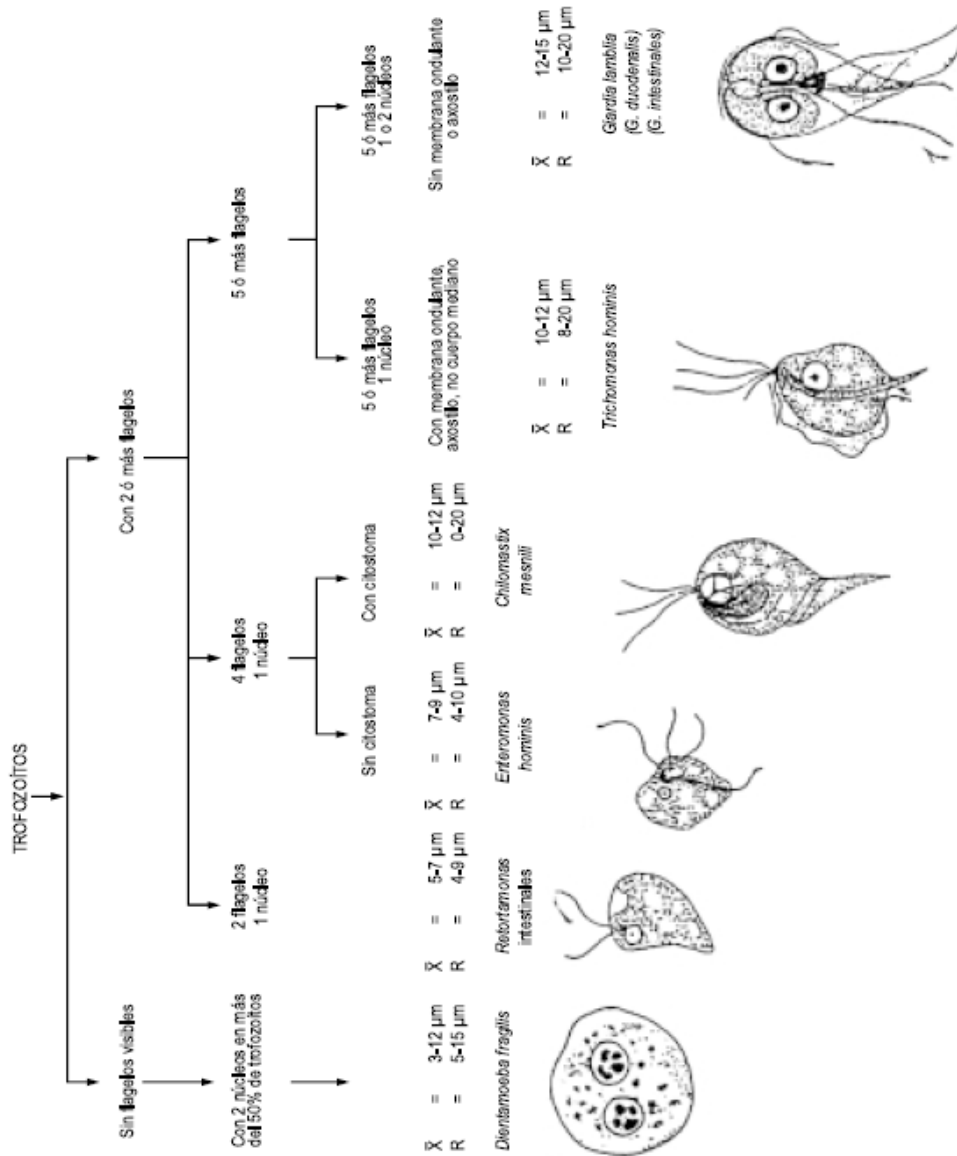 TROFOZOÍTOS
Sin flagelos visibles
Con 2 ó más flagelos
Con 2 núcleos en más
del 50% de trofozoítos
2 flagelos
1 núcleo
4 flagelos
1 núcleo
5 ó más flagelos
Sin citostoma
Con citostoma
5 ó más flagelos
1 núcleo
5 ó más flagelos
1 o 2 núcleos
Con membrana ondulante,
axostilo, no cuerpo mediano
Sin membrana ondulante
o axostilo
X̅ = 3-12 µm
R = 5-15 µm
Dientamoeba fragilis
X̅ = 5-7 µm
R = 4-9 µm
Retortamonas
intestinales
X̅ = 7-9 µm
R = 4-10 µm
Enteromonas
hominis
X̅ = 10-12 µm
R = 0-20 µm
Chilomastix
mesnili
X̅ = 10-12 µm
R = 8-20 µm
Trichomonas hominis
X̅ = 12-15 µm
R = 10-20 µm
Giardia lamblia
(G. duodenalis)
(G. intestinales)